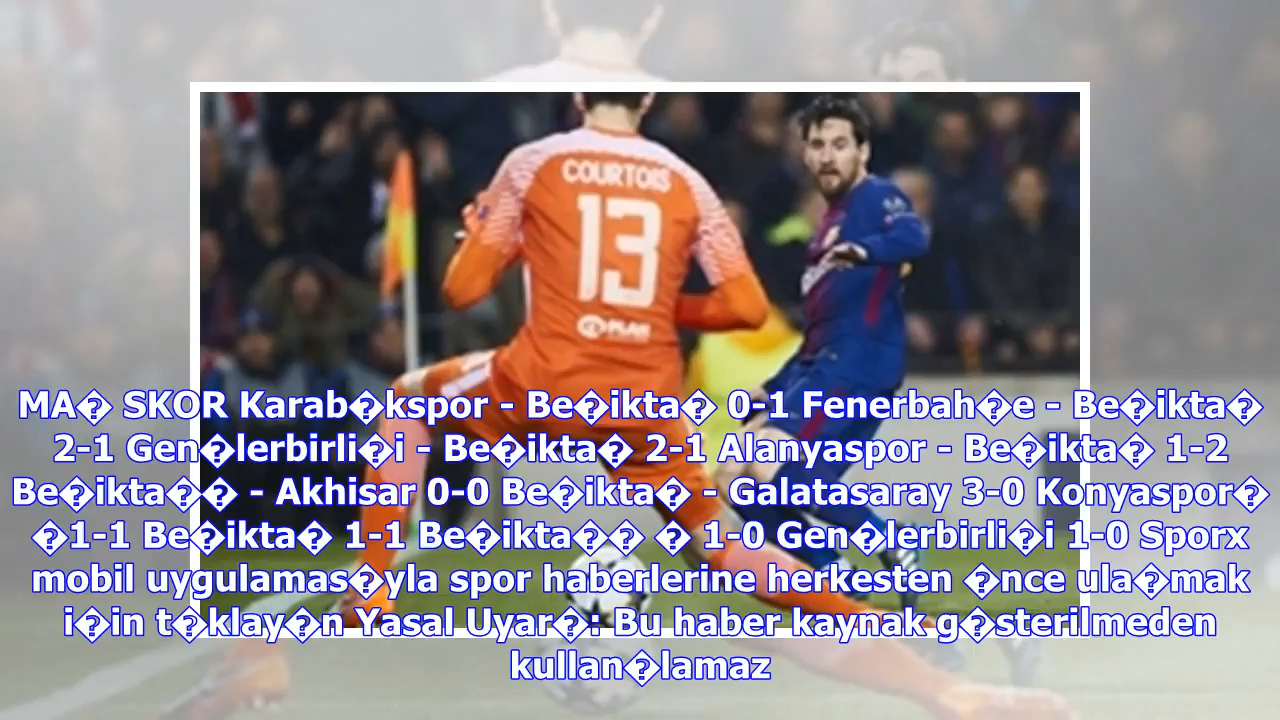 COURTOIS
13
PLAN
MA� SKOR Karab�kspor - Be�ikta� 0-1 Fenerbah�e - Be�ikta�
2-1 Gen�lerbirli�i - Be�ikta� 2-1 Alanyaspor - Be�ikta� 1-2
Be�ikta�� - Akhisar 0-0 Be�ikta� - Galatasaray 3-0 Konyaspor�
�1-1 Be�ikta� 1-1 Be�ikta�� � 1-0 Gen�lerbirli�i 1-0 Sporx
mobil uygulamas�yla spor haberlerine herkesten �nce ula�mak
i�in t�klay�n Yasal Uyar�: Bu haber kaynak g�sterilmeden
kullan�lamaz